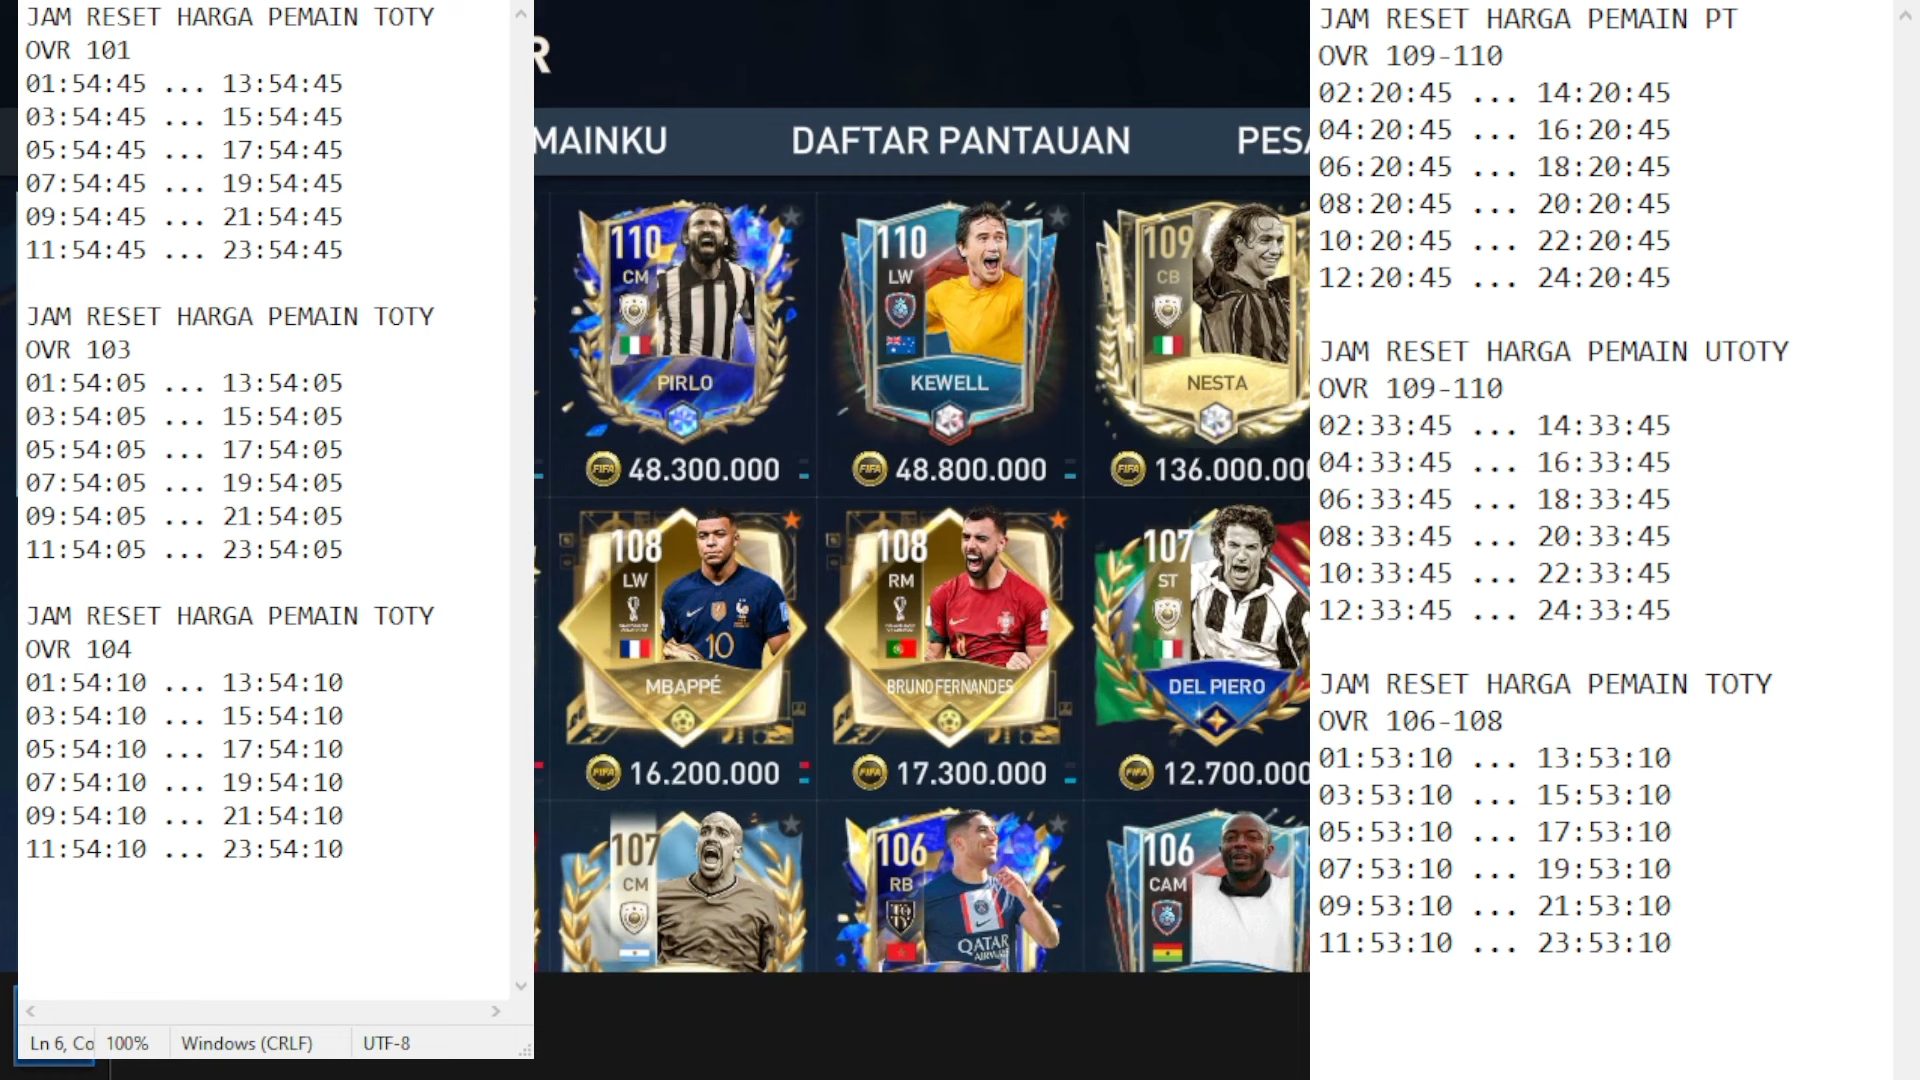 JAM RESET HARGA PEMAIN TOTY
OVR 101
01:54:45 ... 13:54:45
03:54:45 ... 15:54:45
05:54:45 ... 17:54:45
07:54:45 ... 19:54:45
09:54:45 ... 21:54:45
11:54:45 ... 23:54:45
JAM RESET HARGA PEMAIN TOTY
OVR 103
01:54:05 ... 13:54:05
03:54:05 ... 15:54:05
05:54:05 ... 17:54:05
07:54:05 ... 19:54:05
09:54:05 ... 21:54:05
11:54:05 ... 23:54:05
JAM RESET HARGA PEMAIN TOTY
OVR 104
01:54:10 ... 13:54:10
03:54:10 ... 15:54:10
05:54:10 ... 17:54:10
07:54:10 ... 19:54:10
09:54:10 ... 21:54:10
11:54:10 ... 23:54:10
Ln 6, Co 100% Windows (CRLF) UTF-8
R
MAINKU DAFTAR PANTAUAN PESA
110
CM
PIRLO
FIFA 48.300.000
110
LW
KEWELL
FIFA 48.800.000
109
CB
NESTA
FIFA 136.000.000
108
LW
10
MBAPPÉ
FIFA 16.200.000
108
RM
BRUNO FERNANDES
FIFA 17.300.000
107
ST
DEL PIERO
FIFA 12.700.000
107
CM
106
RB
QATAR
AIRWAYS
106
CAM
JAM RESET HARGA PEMAIN PT
OVR 109-110
02:20:45 ... 14:20:45
04:20:45 ... 16:20:45
06:20:45 ... 18:20:45
08:20:45 ... 20:20:45
10:20:45 ... 22:20:45
12:20:45 ... 24:20:45
JAM RESET HARGA PEMAIN UTOTY
OVR 109-110
02:33:45 ... 14:33:45
04:33:45 ... 16:33:45
06:33:45 ... 18:33:45
08:33:45 ... 20:33:45
10:33:45 ... 22:33:45
12:33:45 ... 24:33:45
JAM RESET HARGA PEMAIN TOTY
OVR 106-108
01:53:10 ... 13:53:10
03:53:10 ... 15:53:10
05:53:10 ... 17:53:10
07:53:10 ... 19:53:10
09:53:10 ... 21:53:10
11:53:10 ... 23:53:10